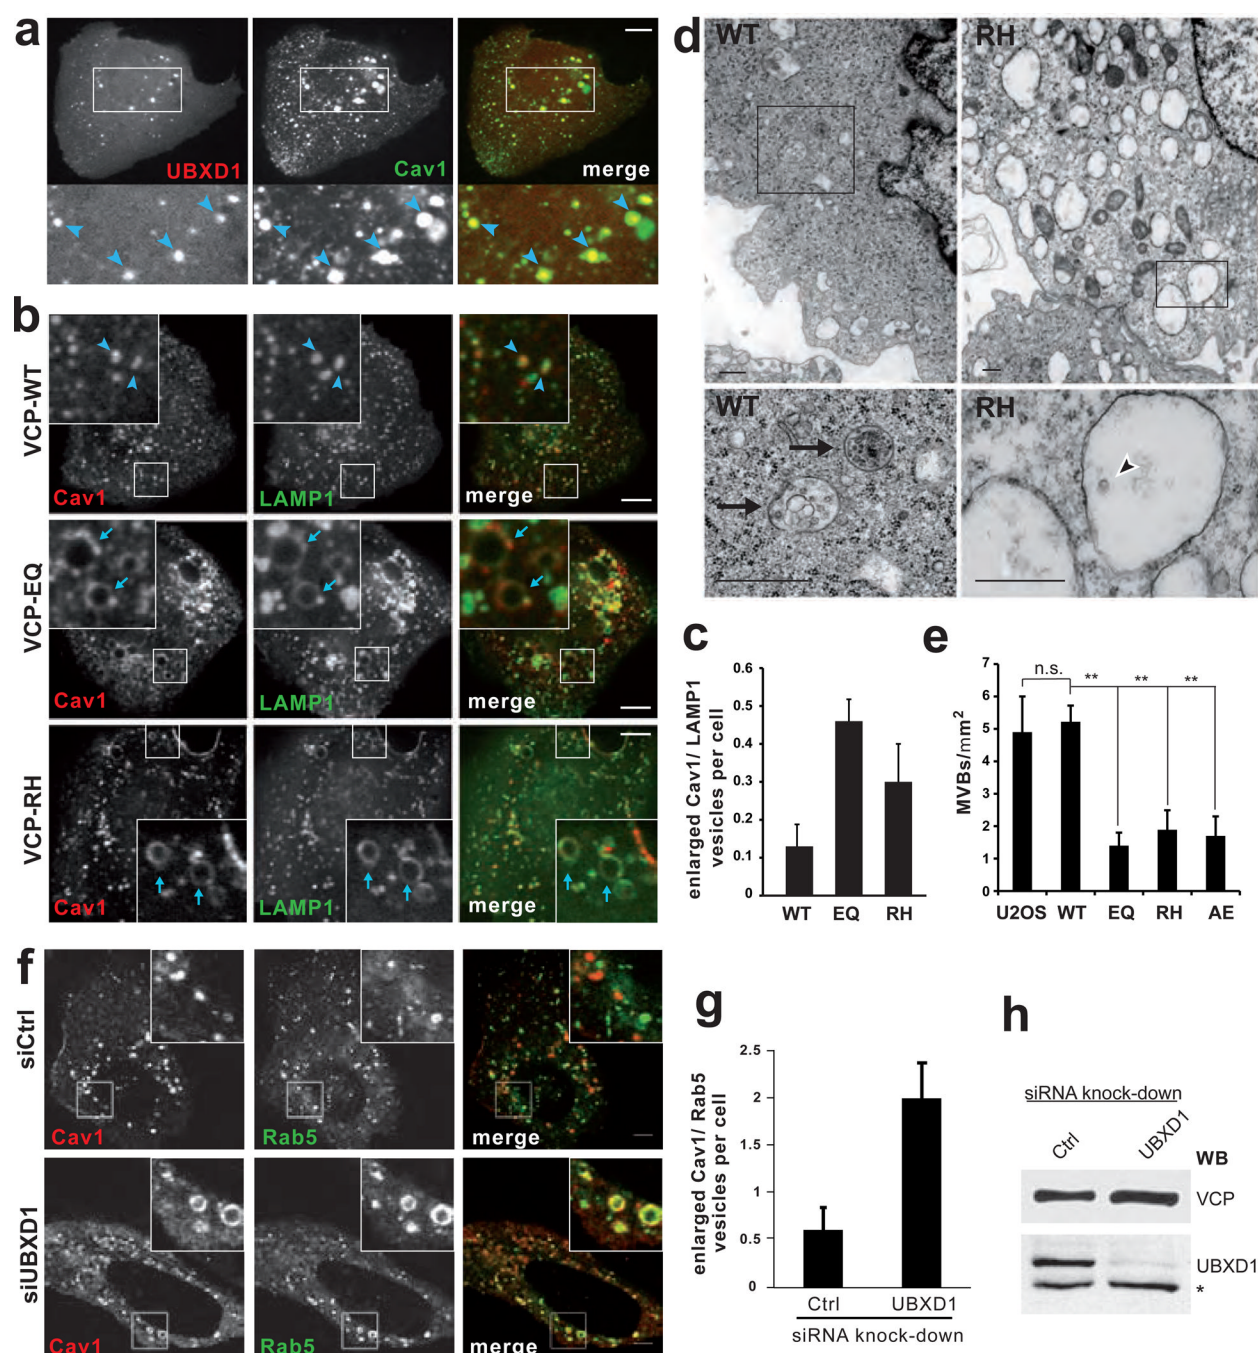 a
UBXD1
Cav1
merge
b
VCP-WT
Cav1
LAMP1
merge
VCP-EQ
Cav1
LAMP1
merge
VCP-RH
Cav1
LAMP1
merge
d
WT
RH
WT
RH
c
enlarged Cav1/ LAMP1
vesicles per cell
0.6
0.5
0.4
0.3
0.2
0.1
0
WT EQ RH
e
MVBs/mm2
7
6
5
4
3
2
1
0
n.s.
** ** **
U2OS WT EQ RH AE
f
siCtrl
Cav1
Rab5
merge
siUBXD1
Cav1
Rab5
merge
g
enlarged Cav1/ Rab5
vesicles per cell
2.5
2
1.5
1
0.5
0
Ctrl UBXD1
siRNA knock-down
h
siRNA knock-down
Ctrl
UBXD1
WB
VCP
UBXD1
*